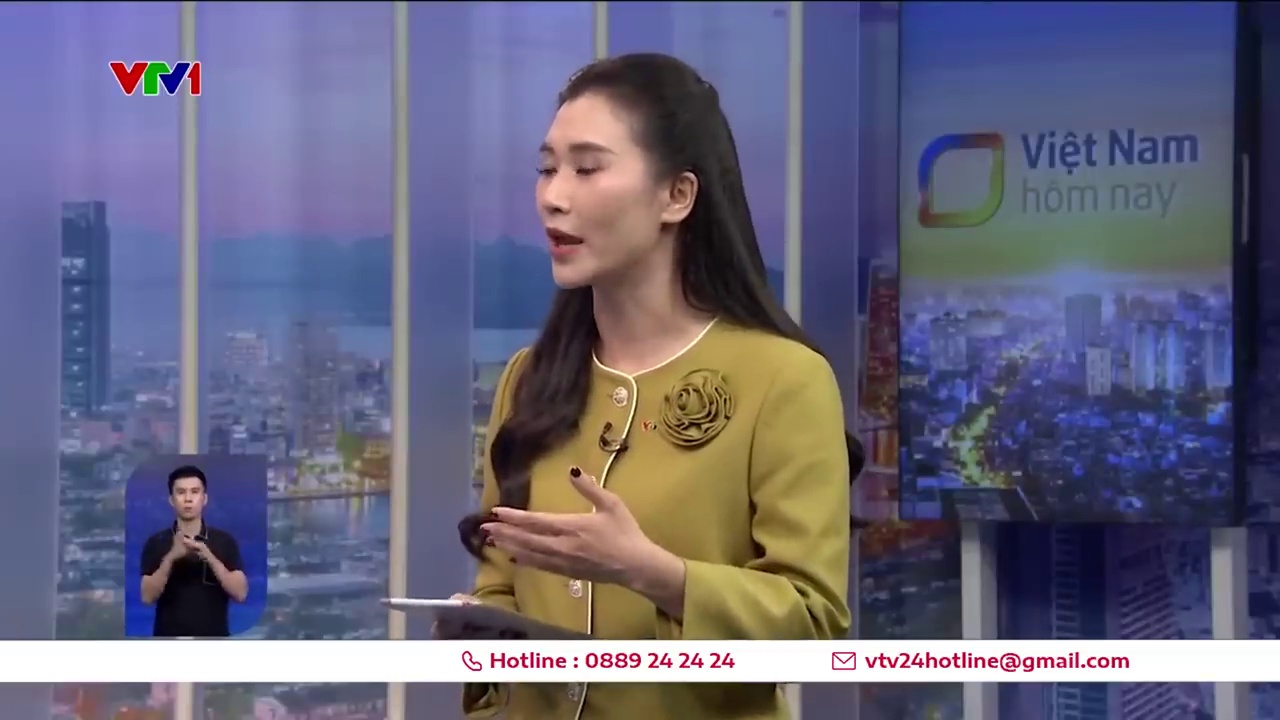 VTV1
Việt Nam
hôm nay
Hotline : 0889 24 24 24
vtv24hotline@gmail.com